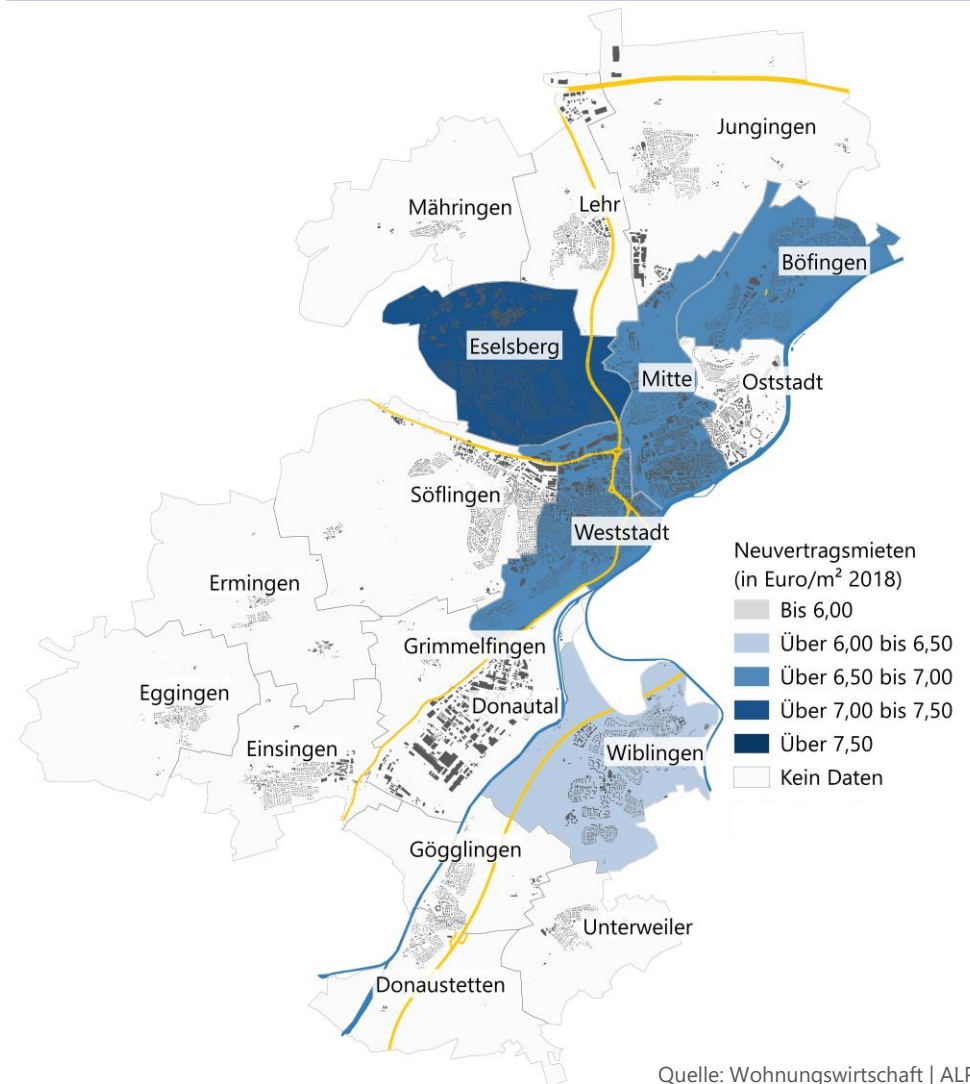 Jungingen
Mähringen
Lehr
Böfingen
Eselsberg
Mitte
Oststadt
Söflingen
Weststadt
Ermingen
Grimmelfingen
Eggingen
Donautal
Einsingen
Wiblingen
Gögglingen
Unterweiler
Donaustetten
Neuvertragsmieten
(in Euro/m² 2018)
Bis 6,00
Über 6,00 bis 6,50
Über 6,50 bis 7,00
Über 7,00 bis 7,50
Über 7,50
Kein Daten
Quelle: Wohnungswirtschaft | ALP